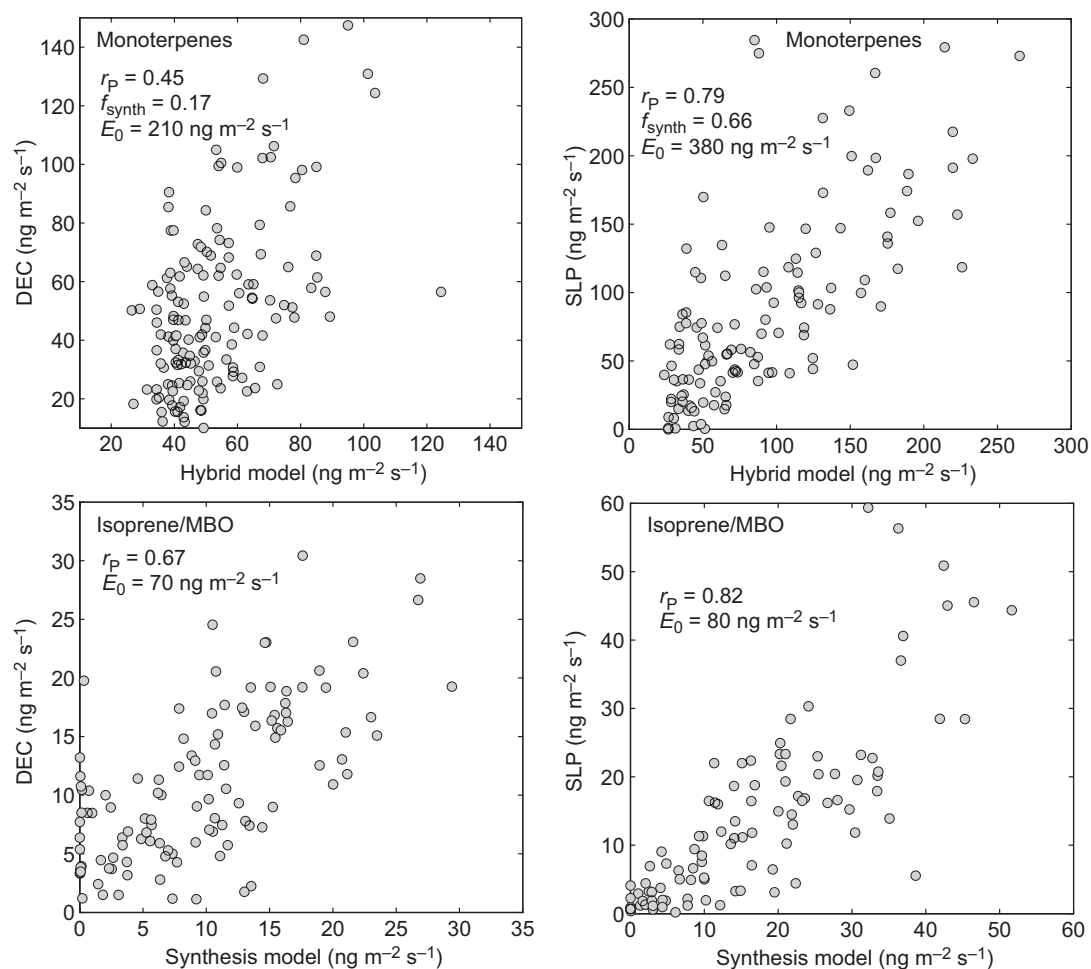 Monoterpenes
r_P = 0.45
f_synth = 0.17
E_0 = 210 ng m⁻² s⁻¹
DEC (ng m⁻² s⁻¹)
140
120
100
80
60
40
20
20 40 60 80 100 120 140
Hybrid model (ng m⁻² s⁻¹)
Monoterpenes
r_P = 0.79
f_synth = 0.66
E_0 = 380 ng m⁻² s⁻¹
SLP (ng m⁻² s⁻¹)
300
250
200
150
100
50
0
0 50 100 150 200 250 300
Hybrid model (ng m⁻² s⁻¹)
Isoprene/MBO
r_P = 0.67
E_0 = 70 ng m⁻² s⁻¹
DEC (ng m⁻² s⁻¹)
35
30
25
20
15
10
5
0
0 5 10 15 20 25 30 35
Synthesis model (ng m⁻² s⁻¹)
Isoprene/MBO
r_P = 0.82
E_0 = 80 ng m⁻² s⁻¹
SLP (ng m⁻² s⁻¹)
60
50
40
30
20
10
0
0 10 20 30 40 50 60
Synthesis model (ng m⁻² s⁻¹)